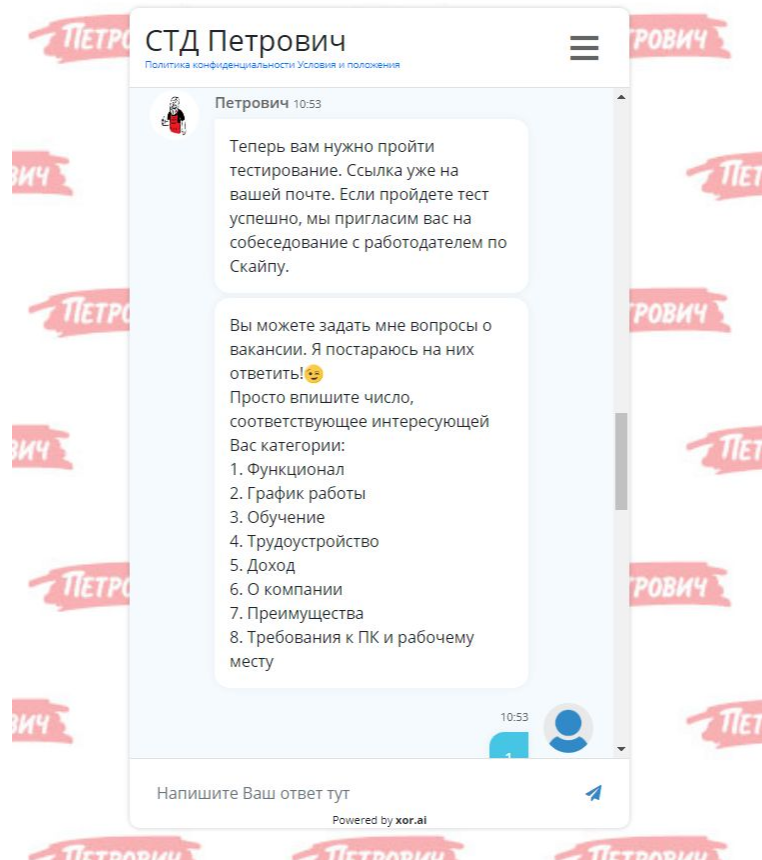 СТД Петрович
Политика конфиденциальности Условия и положения
Петрович 10:53
Теперь вам нужно пройти
тестирование. Ссылка уже на
вашей почте. Если пройдете тест
успешно, мы пригласим вас на
собеседование с работодателем по
Скайпу.
Вы можете задать мне вопросы о
вакансии. Я постараюсь на них
ответить!😉
Просто впишите число,
соответствующее интересующей
Вас категории:
1. Функционал
2. График работы
3. Обучение
4. Трудоустройство
5. Доход
6. О компании
7. Преимущества
8. Требования к ПК и рабочему
месту
10:53
1
Напишите Ваш ответ тут
Powered by xor.ai
ПЕТРОВИЧ